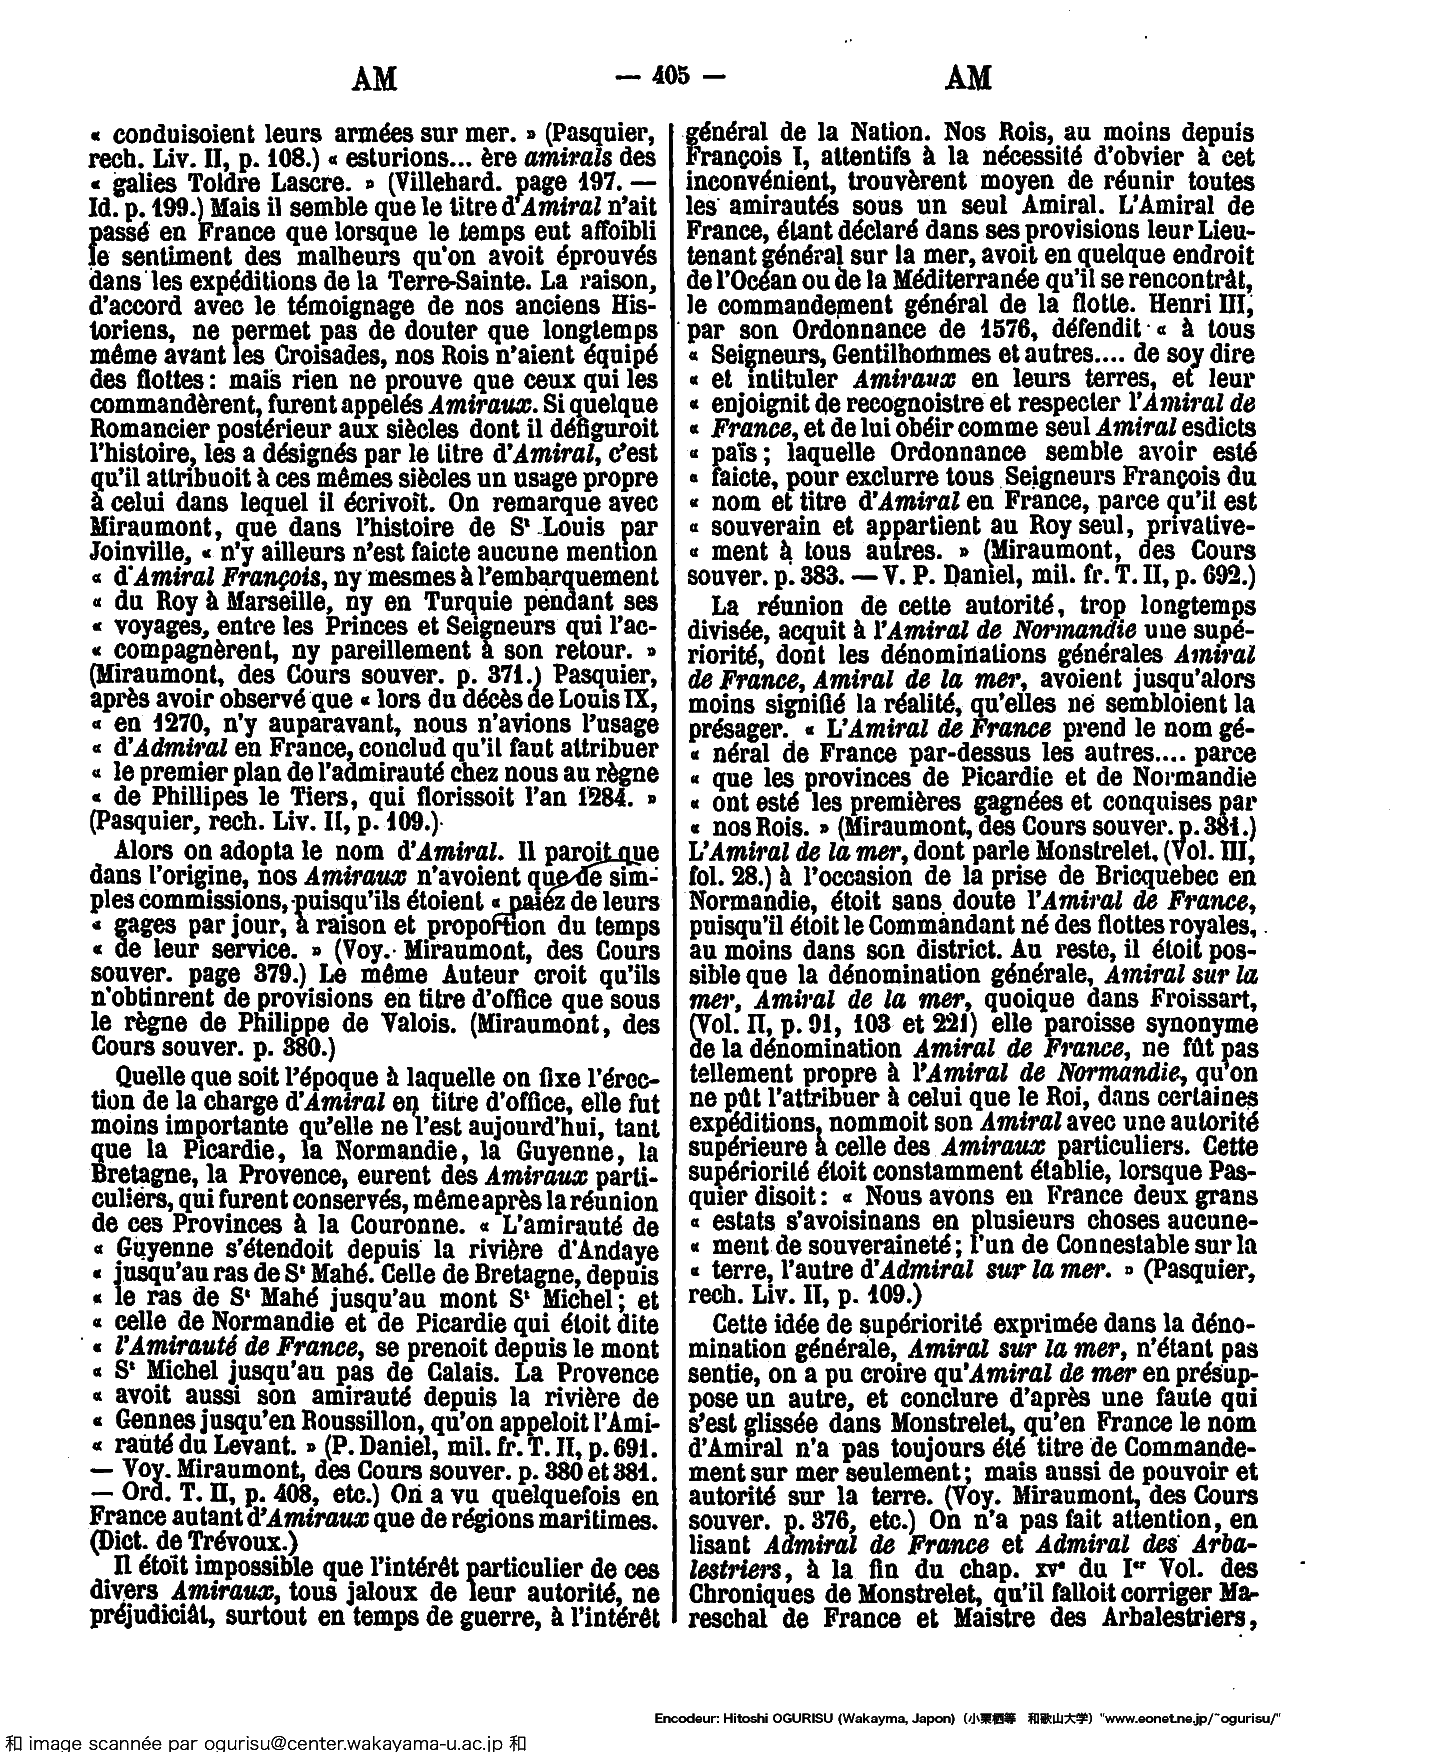 AM
— 405 —
AM
« conduisoient leurs armées sur mer. » (Pasquier,
rech. Liv. II, p. 108.) « esturions... ère amirals des
« galies Toldre Lascre. » (Villehard. page 197. —
Id. p. 199.) Mais il semble que le titre d'Amiral n'ait
passé en France que lorsque le temps eut affoibli
le sentiment des malheurs qu'on avoit éprouvés
dans les expéditions de la Terre-Sainte. La raison,
d'accord avec le témoignage de nos anciens His-
toriens, ne permet pas de douter que longtemps
même avant les Croisades, nos Rois n'aient équipé
des flottes : mais rien ne prouve que ceux qui les
commandèrent, furent appelés Amiraux. Si quelque
Romancier postérieur aux siècles dont il défiguroit
l'histoire, les a désignés par le titre d'Amiral, c'est
qu'il attribuoit à ces mêmes siècles un usage propre
à celui dans lequel il écrivoit. On remarque avec
Miraumont, que dans l'histoire de St Louis par
Joinville, « n'y ailleurs n'est faicte aucune mention
« d'Amiral François, ny mesmes à l'embarquement
« du Roy à Marseille, ny en Turquie pendant ses
« voyages, entre les Princes et Seigneurs qui l'ac-
« compagnèrent, ny pareillement à son retour. »
(Miraumont, des Cours souver. p. 371.) Pasquier,
après avoir observé que « lors du décès de Louis IX,
« en 1270, n'y auparavant, nous n'avions l'usage
« d'Admiral en France, conclud qu'il faut attribuer
« le premier plan de l'admirauté chez nous au règne
« de Phillipes le Tiers, qui florissoit l'an 1284. »
(Pasquier, rech. Liv. II, p. 109.)
Alors on adopta le nom d'Amiral. Il paroit que
dans l'origine, nos Amiraux n'avoient que de sim-
ples commissions, puisqu'ils étoient « paiez de leurs
« gages par jour, à raison et proportion du temps
« de leur service. » (Voy. Miraumont, des Cours
souver. page 379.) Le même Auteur croit qu'ils
n'obtinrent de provisions en titre d'office que sous
le règne de Philippe de Valois. (Miraumont, des
Cours souver. p. 380.)
Quelle que soit l'époque à laquelle on fixe l'érec-
tion de la charge d'Amiral en titre d'office, elle fut
moins importante qu'elle ne l'est aujourd'hui, tant
que la Picardie, la Normandie, la Guyenne, la
Bretagne, la Provence, eurent des Amiraux parti-
culiers, qui furent conservés, même après la réunion
de ces Provinces à la Couronne. « L'amirauté de
« Guyenne s'étendoit depuis la rivière d'Andaye
« jusqu'au ras de St Mahé. Celle de Bretagne, depuis
« le ras de St Mahé jusqu'au mont St Michel ; et
« celle de Normandie et de Picardie qui étoit dite
« l'Amirauté de France, se prenoit depuis le mont
« St Michel jusqu'au pas de Calais. La Provence
« avoit aussi son amirauté depuis la rivière de
« Gennes jusqu'en Roussillon, qu'on appeloit l'Ami-
« rauté du Levant. » (P. Daniel, mil. fr. T. II, p. 691.
— Voy. Miraumont, des Cours souver. p. 380 et 381.
— Ord. T. II, p. 408, etc.) On a vu quelquefois en
France autant d'Amiraux que de régions maritimes.
(Dict. de Trévoux.)
Il étoit impossible que l'intérêt particulier de ces
divers Amiraux, tous jaloux de leur autorité, ne
préjudiciât, surtout en temps de guerre, à l'intérêt
général de la Nation. Nos Rois, au moins depuis
François I, attentifs à la nécessité d'obvier à cet
inconvénient, trouvèrent moyen de réunir toutes
les amirautés sous un seul Amiral. L'Amiral de
France, étant déclaré dans ses provisions leur Lieu-
tenant général sur la mer, avoit en quelque endroit
de l'Océan ou de la Méditerranée qu'il se rencontrât,
le commandement général de la flotte. Henri III,
par son Ordonnance de 1576, défendit « à tous
« Seigneurs, Gentilhommes et autres.... de soy dire
« et intituler Amiraux en leurs terres, et leur
« enjoignit de recognoistre et respecter l'Amiral de
« France, et de lui obéir comme seul Amiral esdicts
« païs ; laquelle Ordonnance semble avoir esté
« faicte, pour exclurre tous Seigneurs François du
« nom et titre d'Amiral en France, parce qu'il est
« souverain et appartient au Roy seul, privative-
« ment à tous autres. » (Miraumont, des Cours
souver. p. 383. — V. P. Daniel, mil. fr. T. II, p. 692.)
La réunion de cette autorité, trop longtemps
divisée, acquit à l'Amiral de Normandie une supé-
riorité, dont les dénominations générales Amiral
de France, Amiral de la mer, avoient jusqu'alors
moins signifié la réalité, qu'elles ne sembloient la
présager. « L'Amiral de France prend le nom gé-
« néral de France par-dessus les autres.... parce
« que les provinces de Picardie et de Normandie
« ont esté les premières gagnées et conquises par
« nos Rois. » (Miraumont, des Cours souver. p. 381.)
L'Amiral de la mer, dont parle Monstrelet, (Vol. III,
fol. 28.) à l'occasion de la prise de Bricquebec en
Normandie, étoit sans doute l'Amiral de France,
puisqu'il étoit le Commandant né des flottes royales,
au moins dans son district. Au reste, il étoit pos-
sible que la dénomination générale, Amiral sur la
mer, Amiral de la mer, quoique dans Froissart,
(Vol. II, p. 91, 103 et 221) elle paroisse synonyme
de la dénomination Amiral de France, ne fût pas
tellement propre à l'Amiral de Normandie, qu'on
ne pût l'attribuer à celui que le Roi, dans certaines
expéditions, nommoit son Amiral avec une autorité
supérieure à celle des Amiraux particuliers. Cette
supériorité étoit constamment établie, lorsque Pas-
quier disoit : « Nous avons en France deux grans
« estats s'avoisinans en plusieurs choses aucune-
« ment de souveraineté ; l'un de Connestable sur la
« terre, l'autre d'Admiral sur la mer. » (Pasquier,
rech. Liv. II, p. 109.)
Cette idée de supériorité exprimée dans la déno-
mination générale, Amiral sur la mer, n'étant pas
sentie, on a pu croire qu'Amiral de mer en présup-
pose un autre, et conclure d'après une faute qui
s'est glissée dans Monstrelet, qu'en France le nom
d'Amiral n'a pas toujours été titre de Commande-
ment sur mer seulement ; mais aussi de pouvoir et
autorité sur la terre. (Voy. Miraumont, des Cours
souver. p. 376, etc.) On n'a pas fait attention, en
lisant Admiral de France et Admiral des Arba-
lestriers, à la fin du chap. xve du Ier Vol. des
Chroniques de Monstrelet, qu'il falloit corriger Ma-
reschal de France et Maistre des Arbalestriers,
Encodeur: Hitoshi OGURISU (Wakayma, Japon) (小栗栖等 和歌山大学) "www.eonet.ne.jp/~ogurisu/"
和 image scannée par ogurisu@center.wakayama-u.ac.jp 和